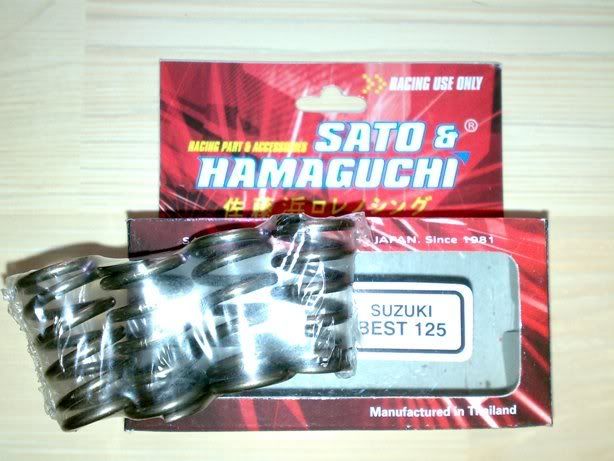 RACING USE ONLY
RACING PART & ACCESSORIES
SATO & ®
HAMAGUCHI
佐藤浜ロレノシング
JAPAN. Since 1981
SUZUKI
BEST 125
Manufactured in Thailand